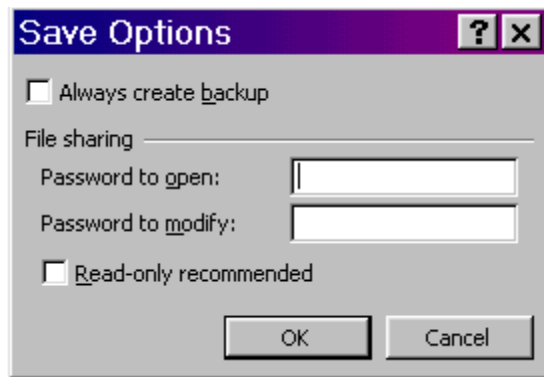 Save Options
Always create backup
File sharing
Password to open:
Password to modify:
Read-only recommended
OK Cancel